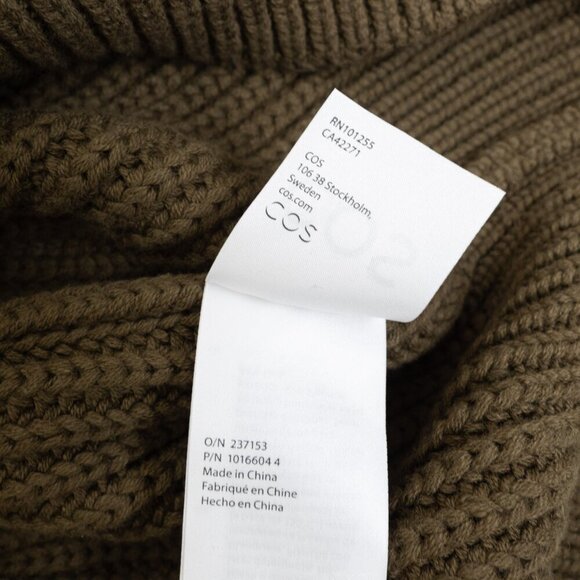 RN101255
CA42271
COS
106 38 Stockholm,
Sweden
cos.com
COS
O/N 237153
P/N 1016604 4
Made in China
Fabriqué en Chine
Hecho en China